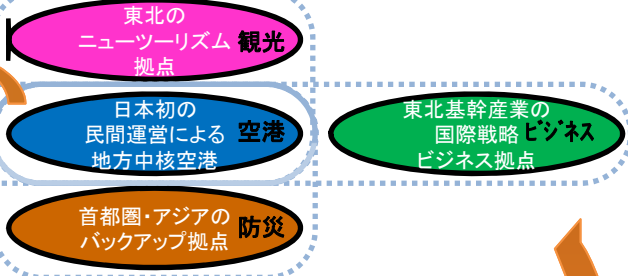 東北の
ニューツーリズム
拠点
観光
日本初の
民間運営による
地方中核空港
空港
東北基幹産業の
国際戦略
ビジネス拠点
ビジネス
首都圏・アジアの
バックアップ拠点
防災